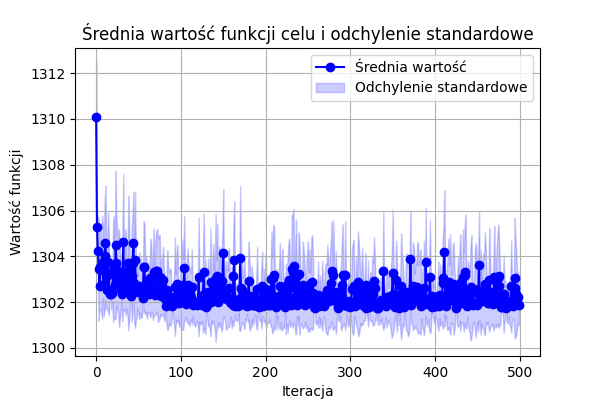 Średnia wartość funkcji celu i odchylenie standardowe
Średnia wartość
Odchylenie standardowe
Wartość funkcji
1312
1310
1308
1306
1304
1302
1300
0 100 200 300 400 500
Iteracja